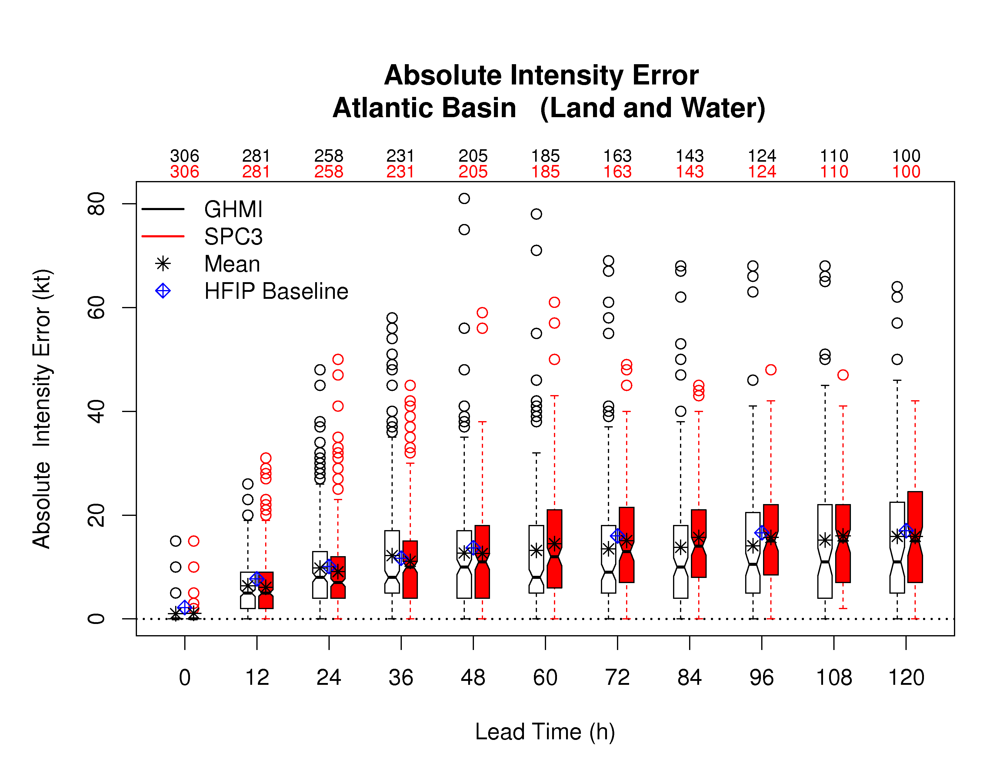 Absolute Intensity Error
Atlantic Basin (Land and Water)
306 281 258 231 205 185 163 143 124 110 100
306 281 258 231 205 185 163 143 124 110 100
GHMI
SPC3
Mean
HFIP Baseline
Absolute Intensity Error (kt)
80
60
40
20
0
0 12 24 36 48 60 72 84 96 108 120
Lead Time (h)